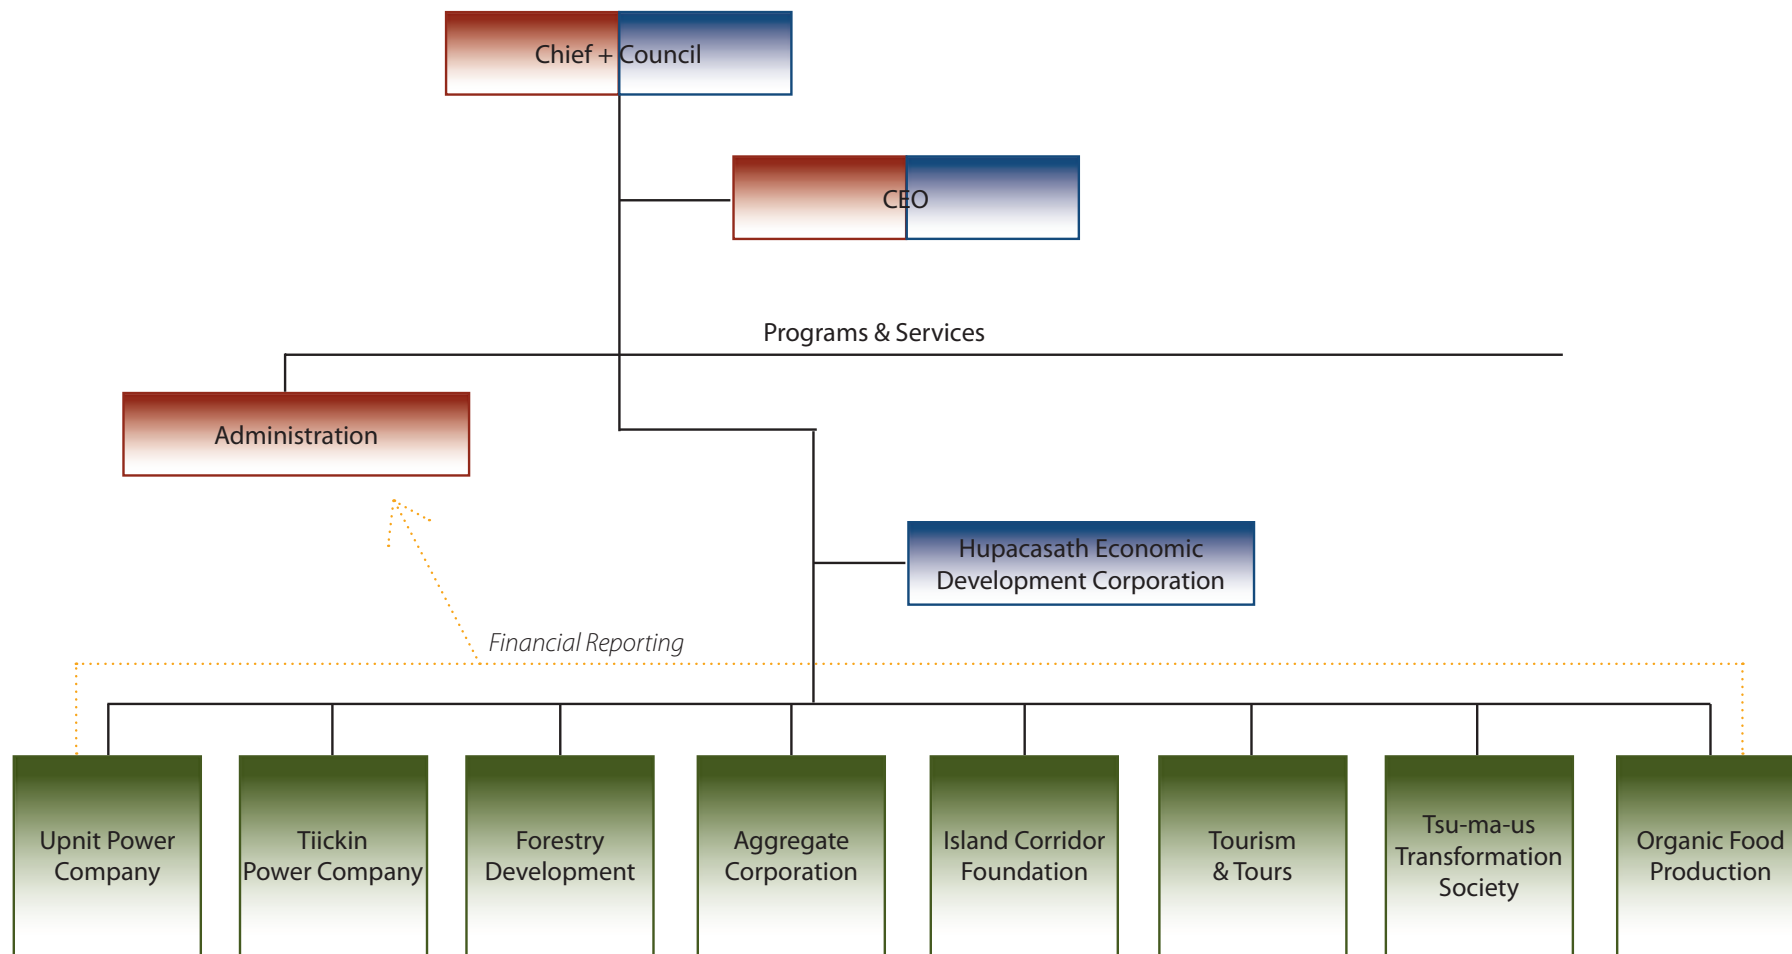 Chief + Council
CEO
Programs & Services
Administration
Hupacasath Economic
Development Corporation
Financial Reporting
Upnit Power
Company
Tiickin
Power Company
Forestry
Development
Aggregate
Corporation
Island Corridor
Foundation
Tourism
& Tours
Tsu-ma-us
Transformation
Society
Organic Food
Production